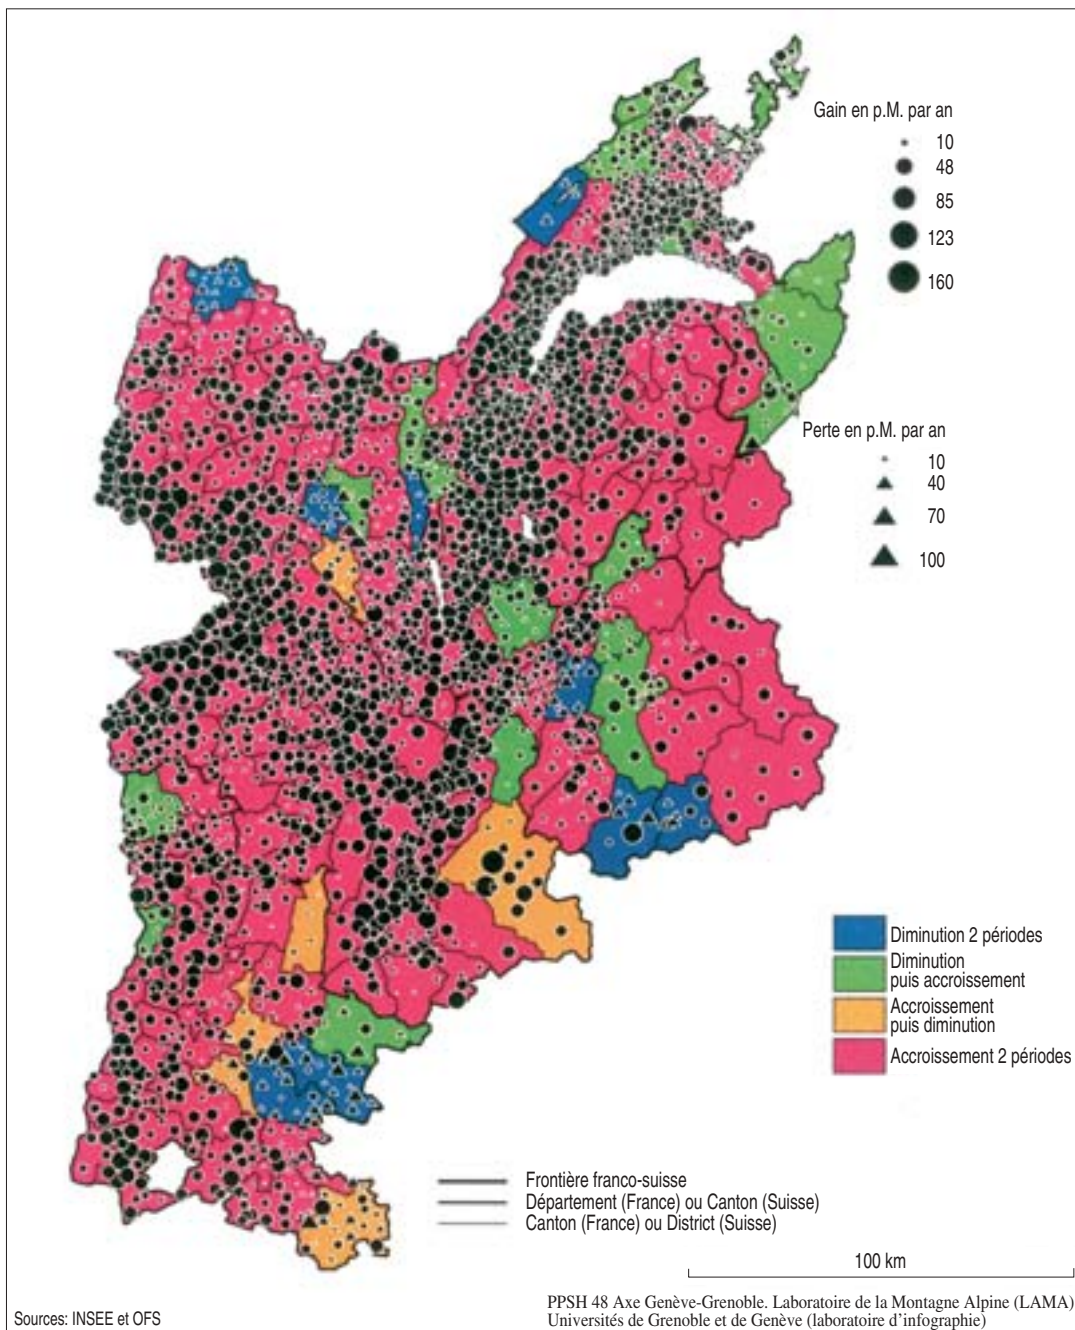 Gain en p.M. par an
10
48
85
123
160
Perte en p.M. par an
10
40
70
100
Diminution 2 périodes
Diminution
puis accroissement
Accroissement
puis diminution
Accroissement 2 périodes
Frontière franco-suisse
Département (France) ou Canton (Suisse)
Canton (France) ou District (Suisse)
100 km
Sources: INSEE et OFS
PPSH 48 Axe Genève-Grenoble. Laboratoire de la Montagne Alpine (LAMA)
Universités de Grenoble et de Genève (laboratoire d'infographie)